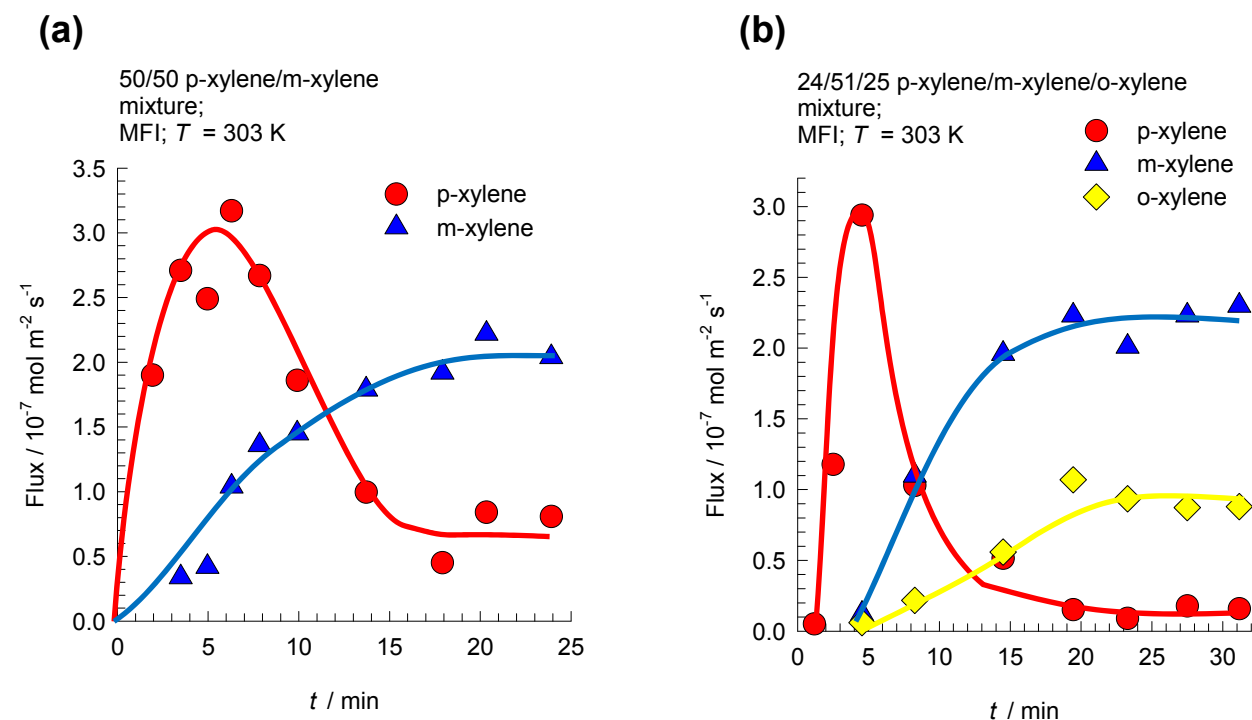 (a)
50/50 p-xylene/m-xylene
mixture;
MFI; T = 303 K
p-xylene
m-xylene
3.5
3.0
2.5
2.0
1.5
1.0
0.5
0.0
Flux / 10⁻⁷ mol m⁻² s⁻¹
0 5 10 15 20 25
t / min
(b)
24/51/25 p-xylene/m-xylene/o-xylene
mixture;
MFI; T = 303 K
p-xylene
m-xylene
o-xylene
3.0
2.5
2.0
1.5
1.0
0.5
0.0
Flux / 10⁻⁷ mol m⁻² s⁻¹
0 5 10 15 20 25 30
t / min